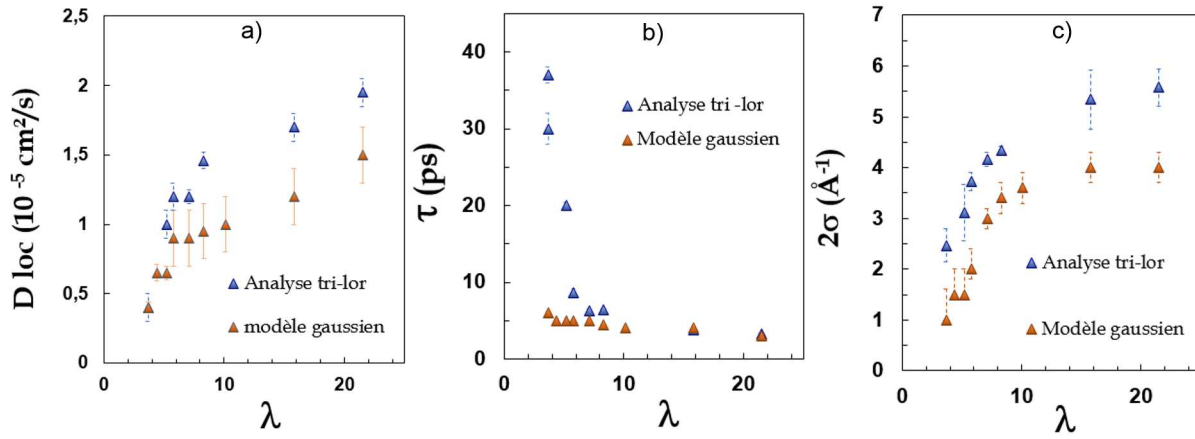 a)
D loc (10 -5 cm²/s)
2,5
2
1,5
1
0,5
0
Analyse tri-lor
modèle gaussien
0
10
20
λ
b)
τ (ps)
40
30
20
10
0
Analyse tri -lor
Modèle gaussien
0
10
20
λ
c)
2σ (Å-1)
7
6
5
4
3
2
1
0
Analyse tri-lor
Modèle gaussien
0
10
20
λ